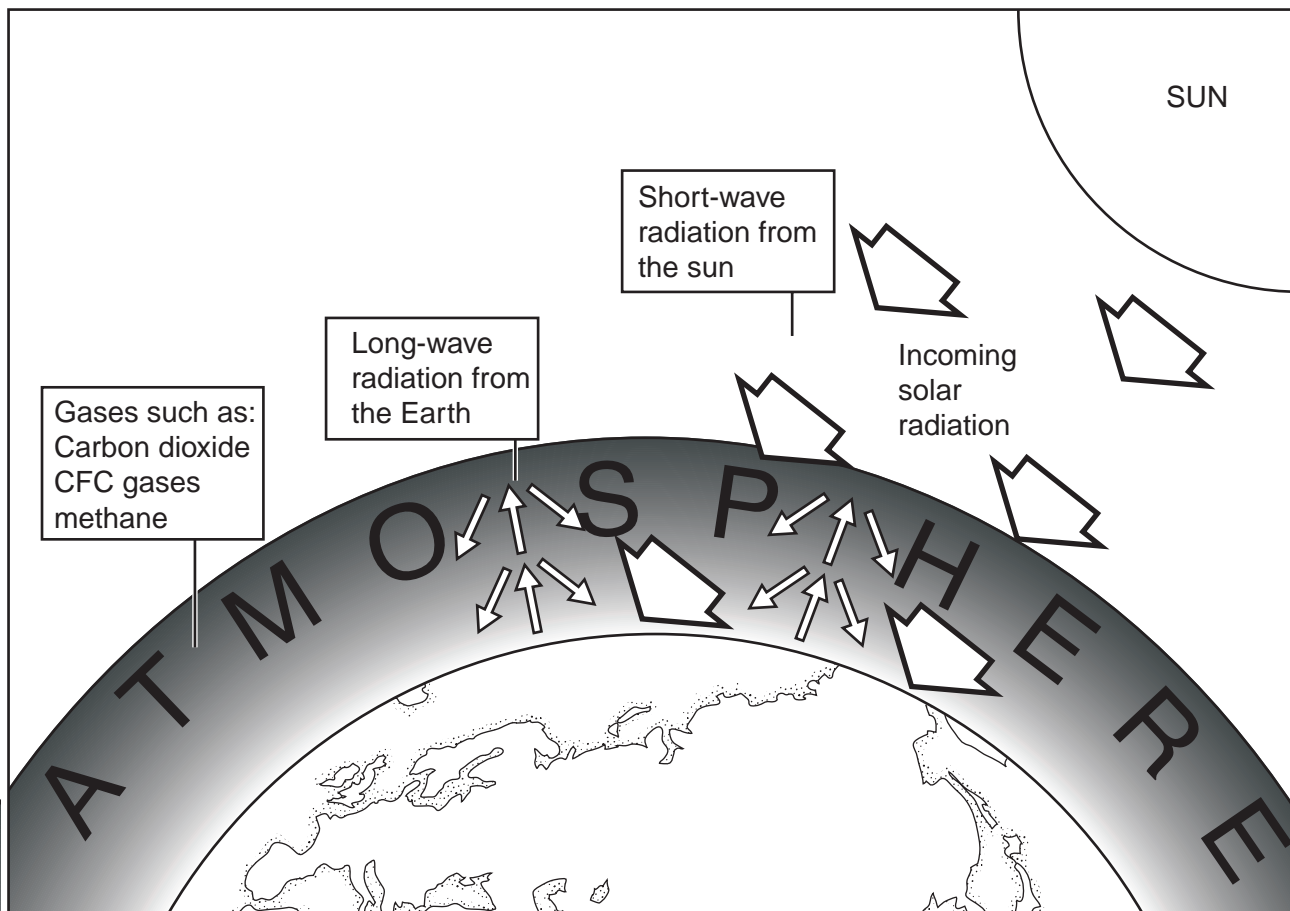 SUN
Short-wave
radiation from
the sun
Incoming
solar
radiation
Long-wave
radiation from
the Earth
Gases such as:
Carbon dioxide
CFC gases
methane
ATMOSPHERE